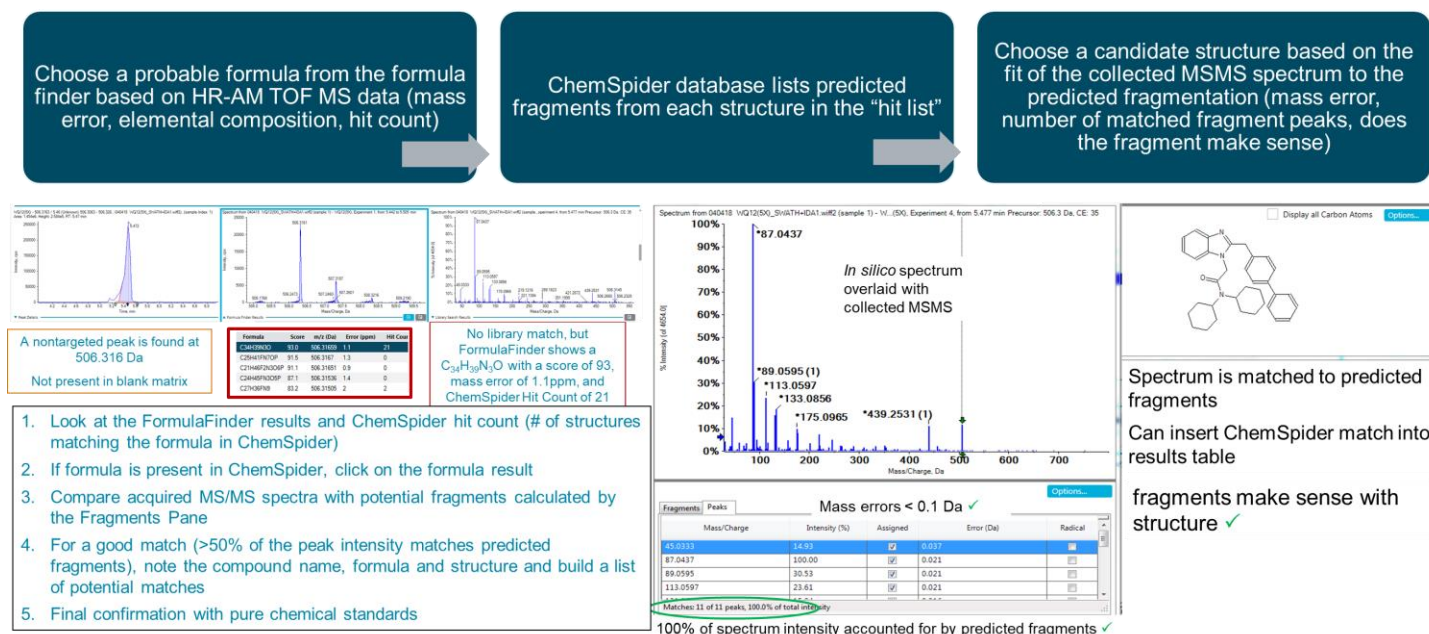 Choose a probable formula from the formula
finder based on HR-AM TOF MS data (mass
error, elemental composition, hit count)
ChemSpider database lists predicted
fragments from each structure in the “hit list”
Choose a candidate structure based on the
fit of the collected MSMS spectrum to the
predicted fragmentation (mass error,
number of matched fragment peaks, does
the fragment make sense)
A nontargeted peak is found at
506.316 Da
Not present in blank matrix
Formula Score m/z (Da) Error (ppm) Hit Coun
C34H39N3O 93.0 506.31659 1.1 21
C25H41FN7OP 91.5 506.3167 1.3 0
C21H46F2N3O6P 91.1 506.31651 0.9 0
C24H45FN3O5P 87.1 506.31536 1.4 0
C27H36FN9 83.2 506.31505 2 2
No library match, but
FormulaFinder shows a
C34H39N3O with a score of 93,
mass error of 1.1ppm, and
ChemSpider Hit Count of 21
1. Look at the FormulaFinder results and ChemSpider hit count (# of structures
matching the formula in ChemSpider)
2. If formula is present in ChemSpider, click on the formula result
3. Compare acquired MS/MS spectra with potential fragments calculated by
the Fragments Pane
4. For a good match (>50% of the peak intensity matches predicted
fragments), note the compound name, formula and structure and build a list
of potential matches
5. Final confirmation with pure chemical standards
Spectrum from 040418 WQ12(5X)_SWATH+IDA1.wiff2 (sample 1) - W...(5X), Experiment 4, from 5.477 min Precursor: 506.3 Da, CE: 35
% Intensity (of 4654.0)
100%
90%
80%
70%
60%
50%
40%
30%
20%
10%
0%
*87.0437
In silico spectrum
overlaid with
collected MSMS
*89.0595 (1)
*113.0597
*133.0856
*175.0965
*439.2531 (1)
100 200 300 400 500 600 700
Mass/Charge, Da
Options...
Fragments Peaks
Mass errors < 0.1 Da ✓
Mass/Charge Intensity (%) Assigned Error (Da) Radical
45.0333 14.93 0.037
87.0437 100.00 0.021
89.0595 30.53 0.021
113.0597 23.61 0.021
Matches: 11 of 11 peaks, 100.0% of total intensity
100% of spectrum intensity accounted for by predicted fragments ✓
Display all Carbon Atoms Options...
N
N
O
N
Spectrum is matched to predicted
fragments
Can insert ChemSpider match into
results table
fragments make sense with
structure ✓